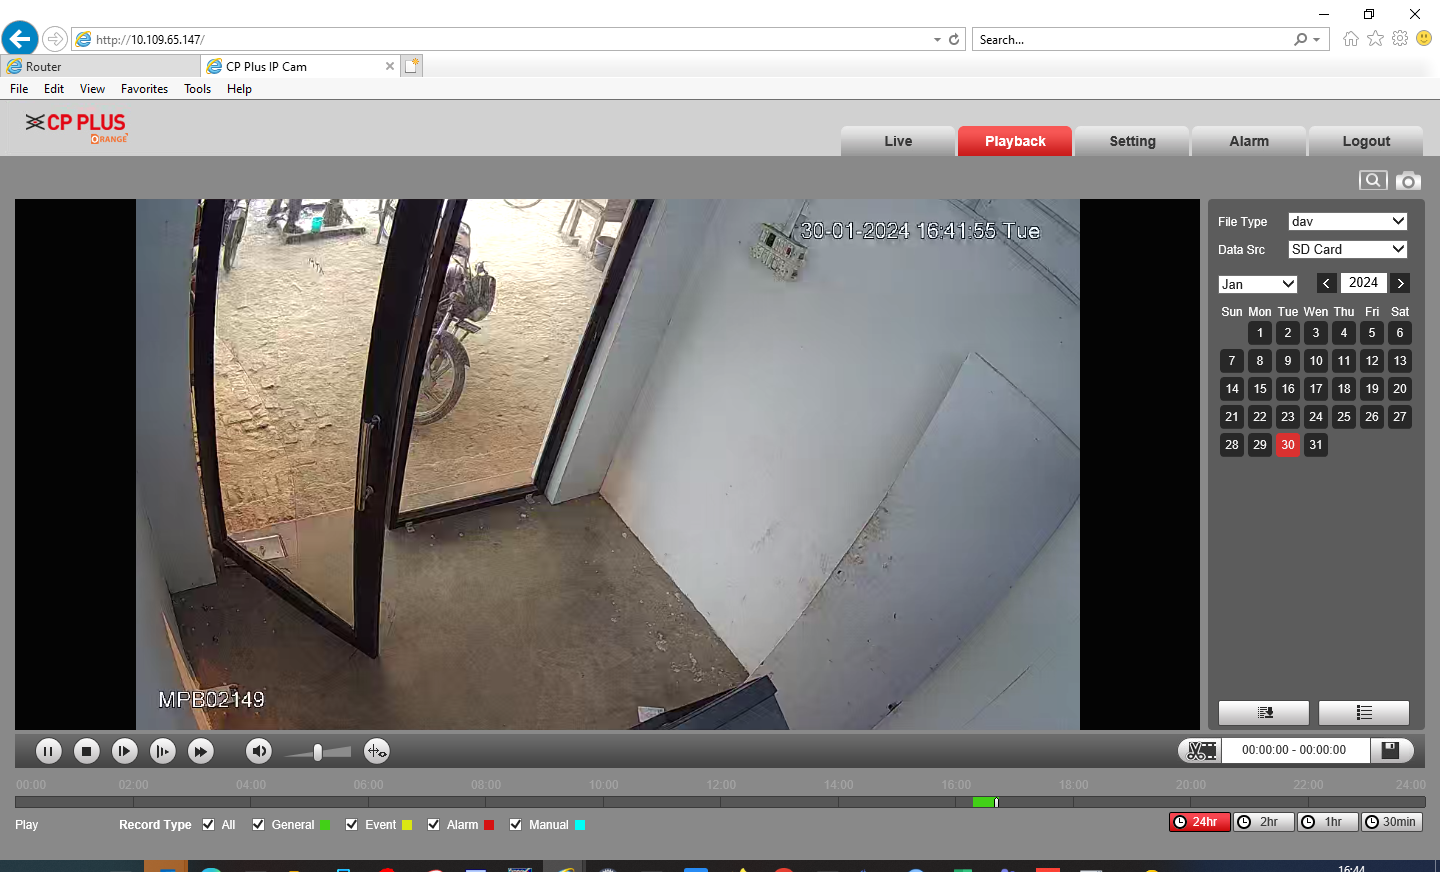 http://10.109.65.147/
Search...
Router
CP Plus IP Cam
File Edit View Favorites Tools Help
CP PLUS
ORANGE
Live Playback Setting Alarm Logout
30-01-2024 16:41:55 Tue
MPB02149
File Type dav
Data Src SD Card
Jan 2024
Sun Mon Tue Wen Thu Fri Sat
1 2 3 4 5 6
7 8 9 10 11 12 13
14 15 16 17 18 19 20
21 22 23 24 25 26 27
28 29 30 31
00:00:00 - 00:00:00
00:00 02:00 04:00 06:00 08:00 10:00 12:00 14:00 16:00 18:00 20:00 22:00 24:00
Play Record Type All General Event Alarm Manual 24hr 2hr 1hr 30min
16:44